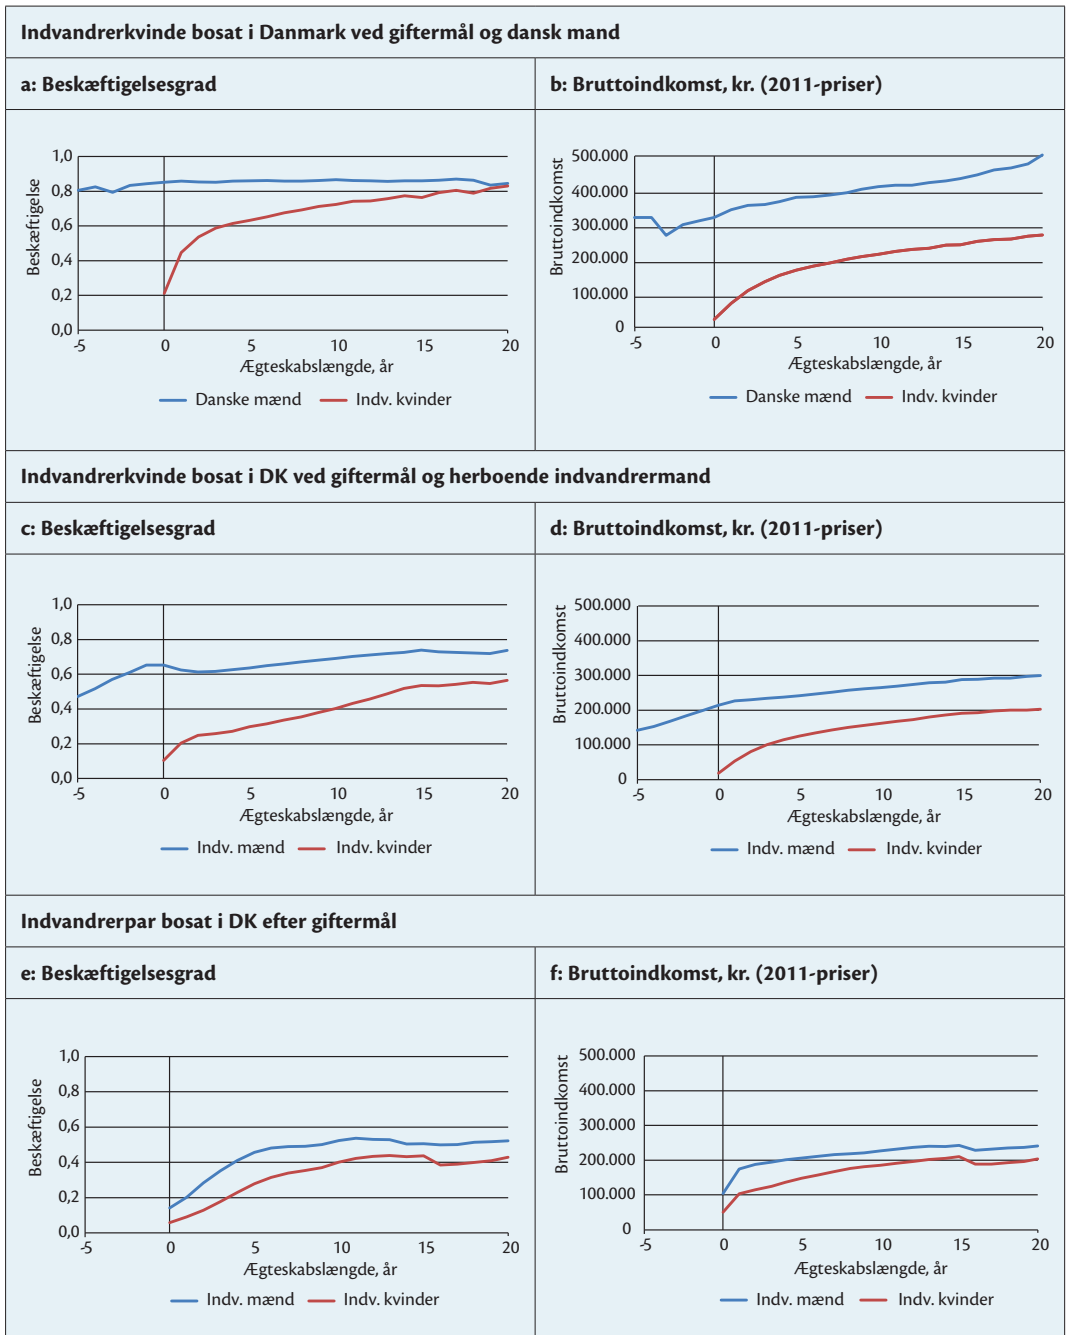 Indvandrerkvinde bosat i Danmark ved giftermål og dansk mand
a: Beskæftigelsesgrad
b: Bruttoindkomst, kr. (2011-priser)
Beskæftigelse
1,0
0,8
0,6
0,4
0,2
0,0
-5 0 5 10 15 20
Ægteskabslængde, år
Danske mænd Indv. kvinder
Bruttoindkomst
500.000
400.000
300.000
200.000
100.000
0
-5 0 5 10 15 20
Ægteskabslængde, år
Danske mænd Indv. kvinder
Indvandrerkvinde bosat i DK ved giftermål og herboende indvandrermand
c: Beskæftigelsesgrad
d: Bruttoindkomst, kr. (2011-priser)
Beskæftigelse
1,0
0,8
0,6
0,4
0,2
0,0
-5 0 5 10 15 20
Ægteskabslængde, år
Indv. mænd Indv. kvinder
Bruttoindkomst
500.000
400.000
300.000
200.000
100.000
0
-5 0 5 10 15 20
Ægteskabslængde, år
Indv. mænd Indv. kvinder
Indvandrerpar bosat i DK efter giftermål
e: Beskæftigelsesgrad
f: Bruttoindkomst, kr. (2011-priser)
Beskæftigelse
1,0
0,8
0,6
0,4
0,2
0,0
-5 0 5 10 15 20
Ægteskabslængde, år
Indv. mænd Indv. kvinder
Bruttoindkomst
500.000
400.000
300.000
200.000
100.000
0
-5 0 5 10 15 20
Ægteskabslængde, år
Indv. mænd Indv. kvinder